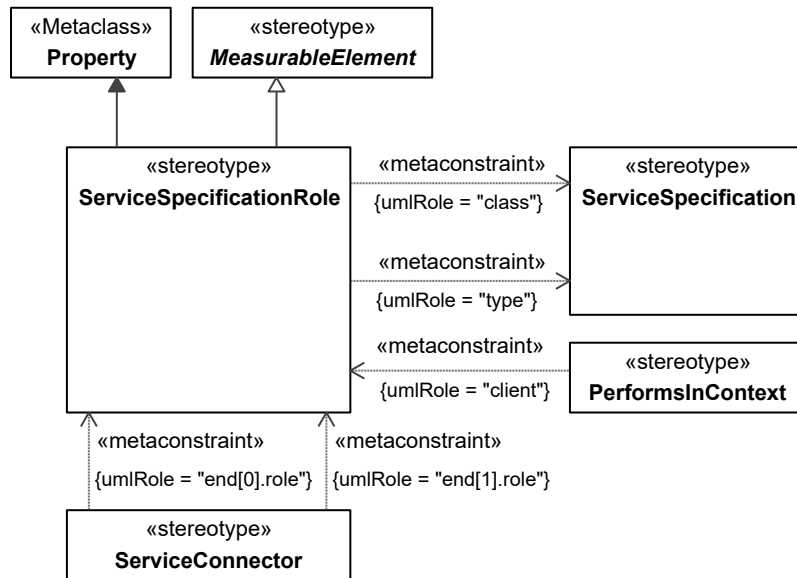 «Metaclass»
Property
«stereotype»
MeasurableElement
«stereotype»
ServiceSpecificationRole
«metaconstraint»
{umlRole = "class"}
«stereotype»
ServiceSpecification
«metaconstraint»
{umlRole = "type"}
«metaconstraint»
{umlRole = "client"}
«stereotype»
PerformsInContext
«metaconstraint»
{umlRole = "end[0].role"}
«metaconstraint»
{umlRole = "end[1].role"}
«stereotype»
ServiceConnector